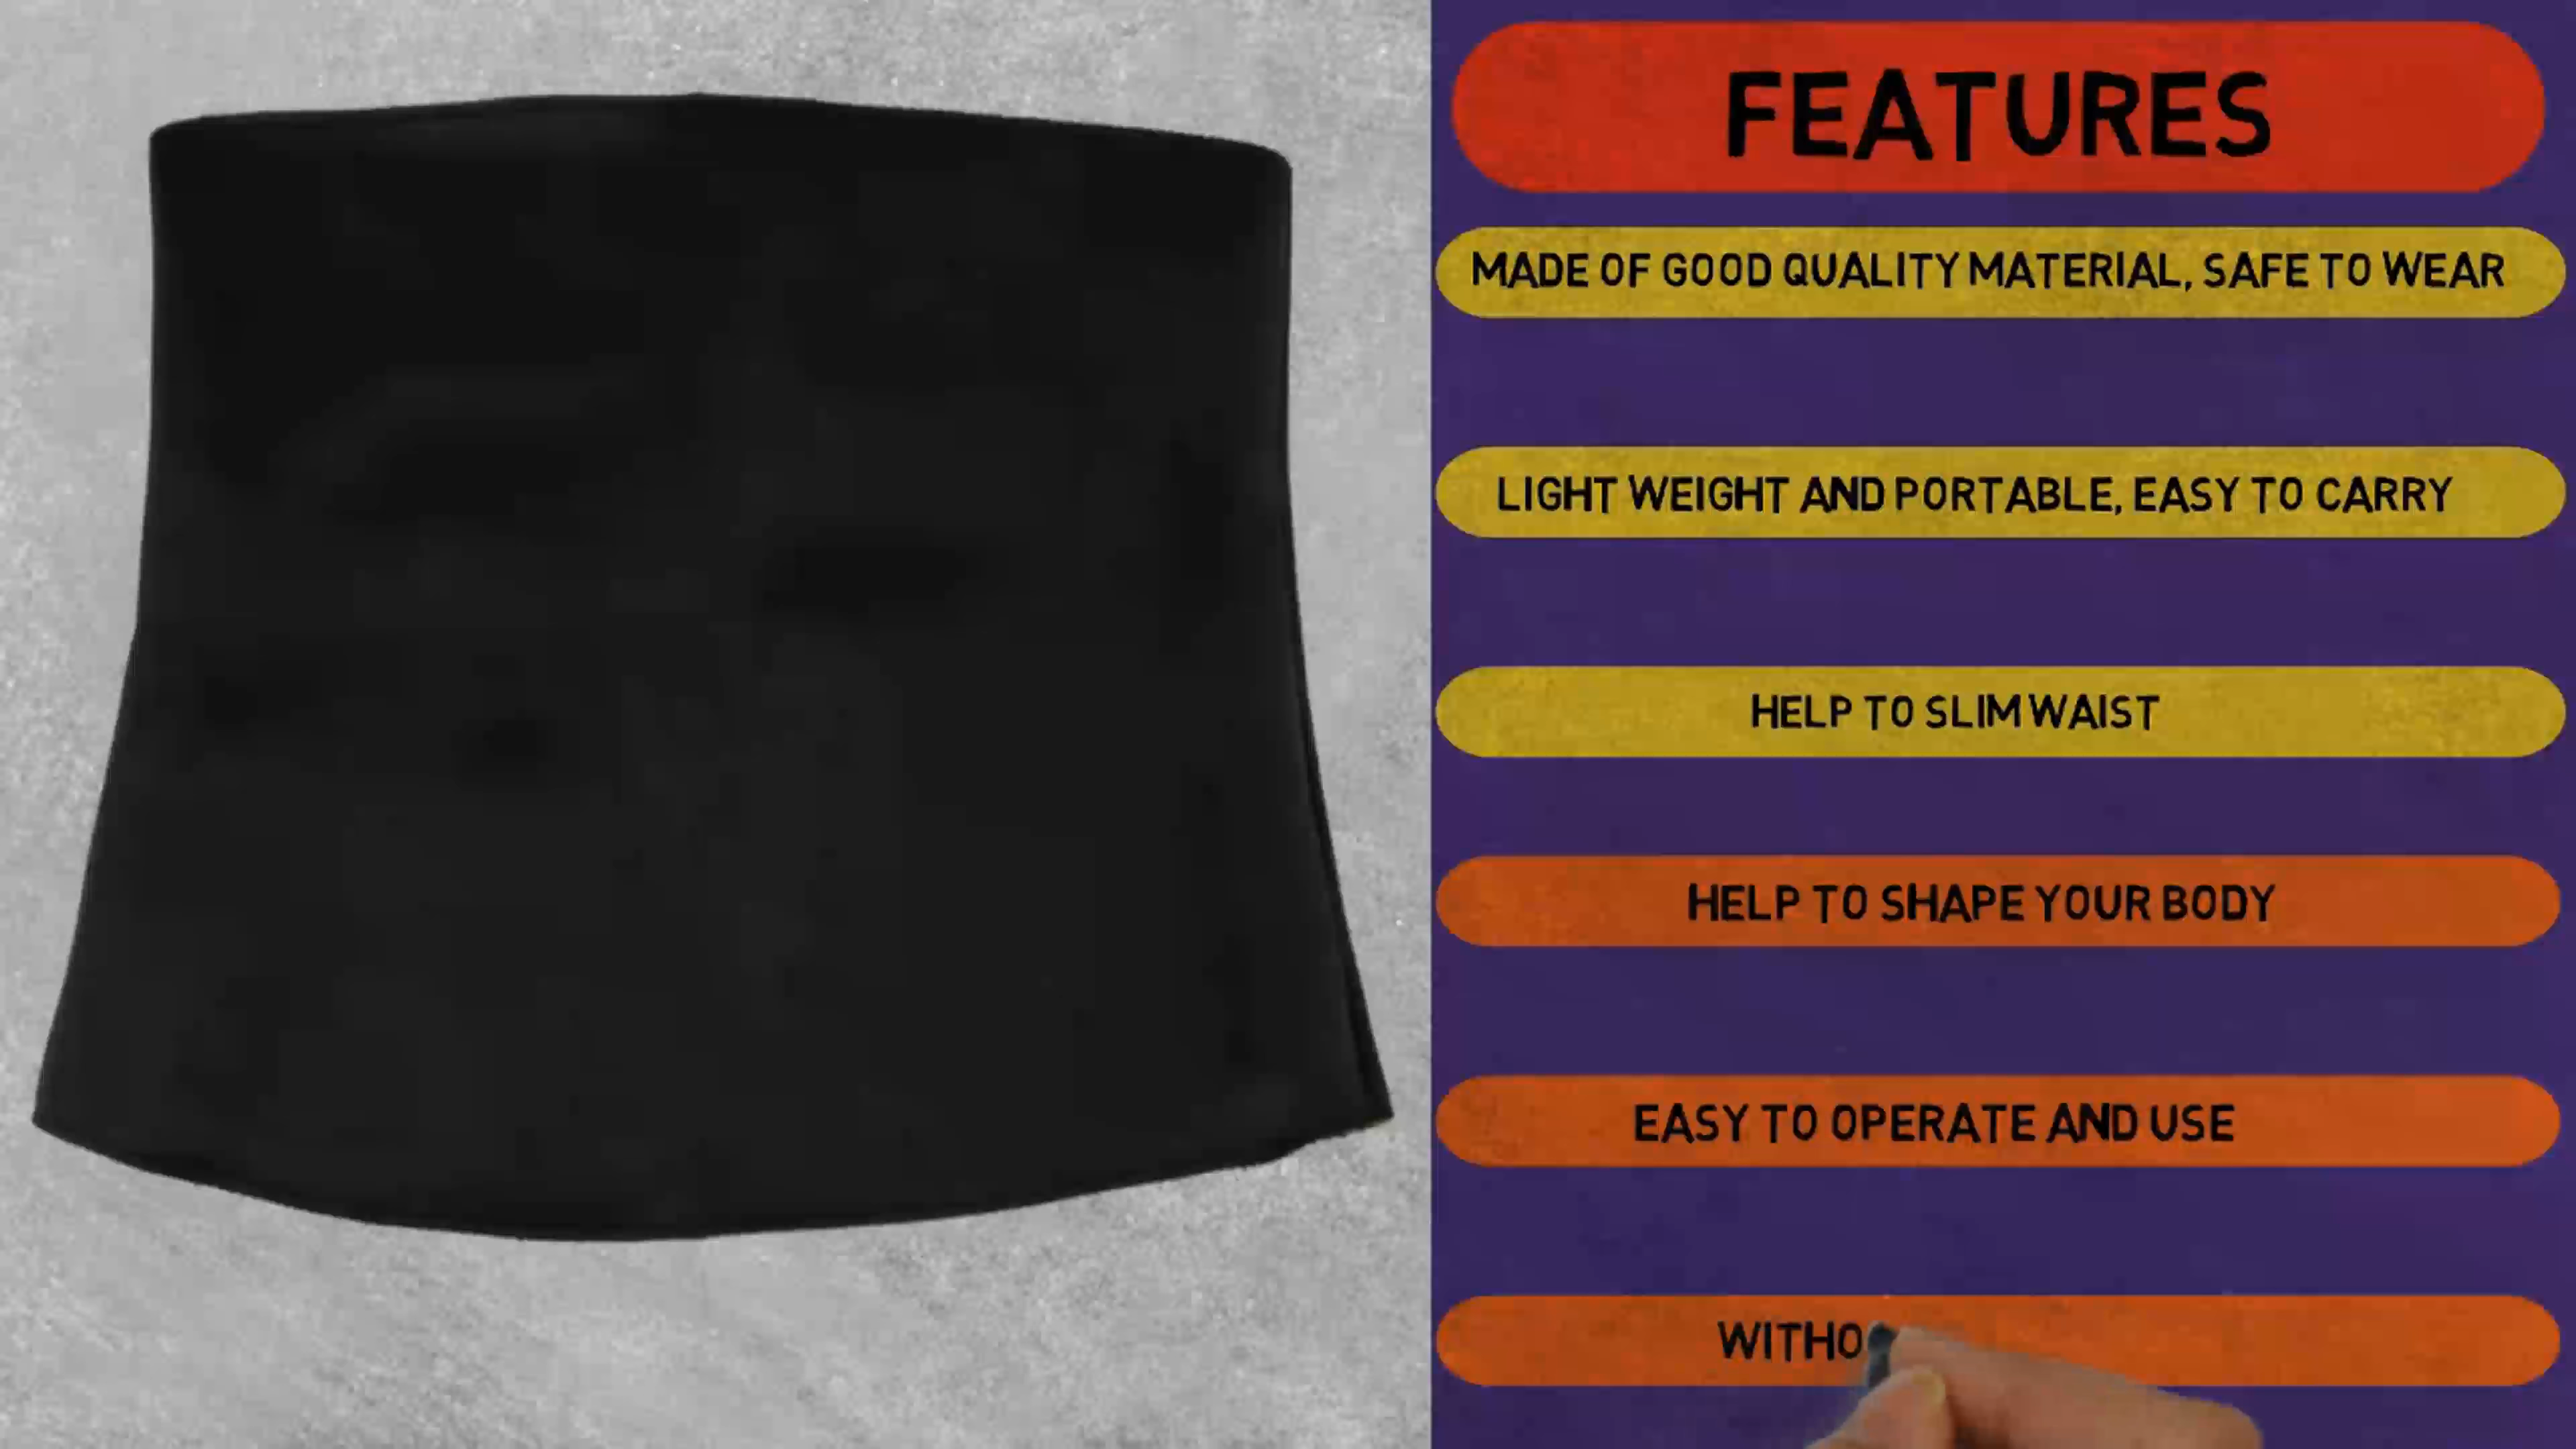 FEATURES
MADE OF GOOD QUALITY MATERIAL, SAFE TO WEAR
LIGHT WEIGHT AND PORTABLE, EASY TO CARRY
HELP TO SLIM WAIST
HELP TO SHAPE YOUR BODY
EASY TO OPERATE AND USE
WITHO